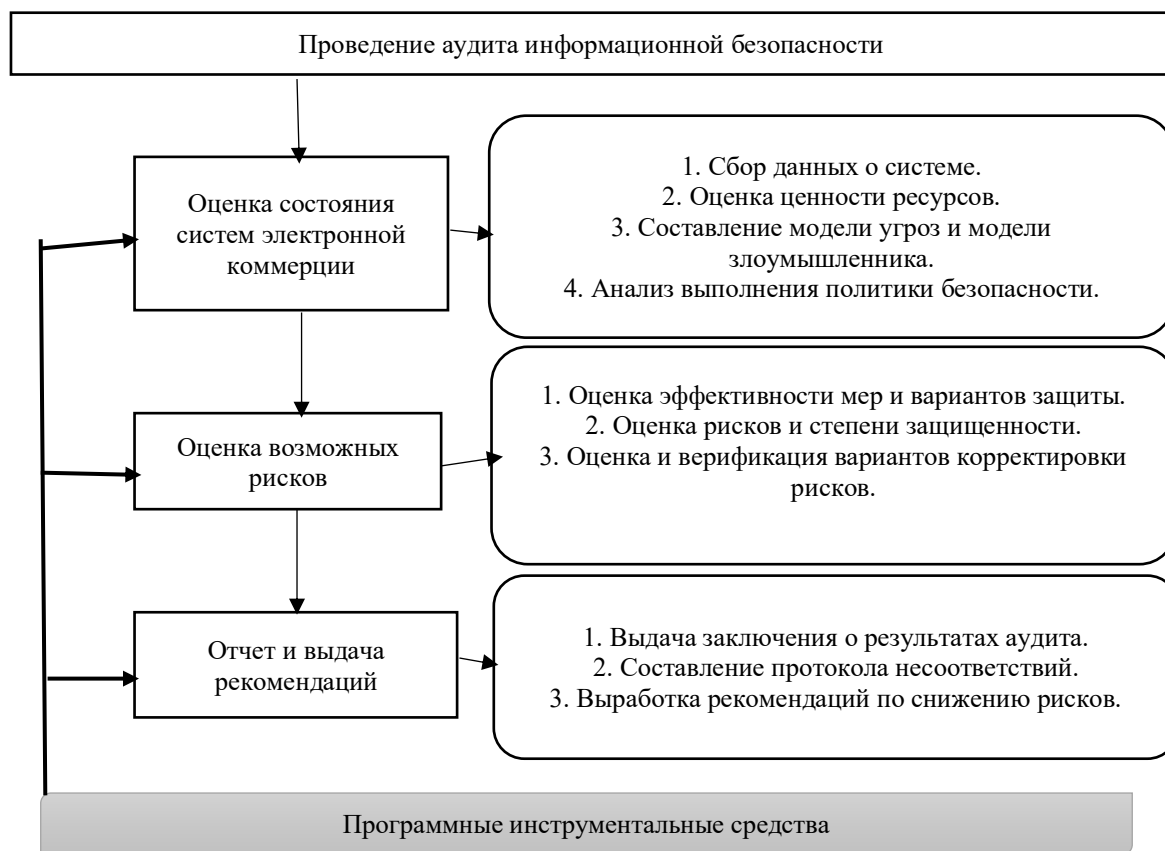 Проведение аудита информационной безопасности
Оценка состояния
систем электронной
коммерции
1. Сбор данных о системе.
2. Оценка ценности ресурсов.
3. Составление модели угроз и модели
злоумышленника.
4. Анализ выполнения политики безопасности.
Оценка возможных
рисков
1. Оценка эффективности мер и вариантов защиты.
2. Оценка рисков и степени защищенности.
3. Оценка и верификация вариантов корректировки
рисков.
Отчет и выдача
рекомендаций
1. Выдача заключения о результатах аудита.
2. Составление протокола несоответствий.
3. Выработка рекомендаций по снижению рисков.
Программные инструментальные средства